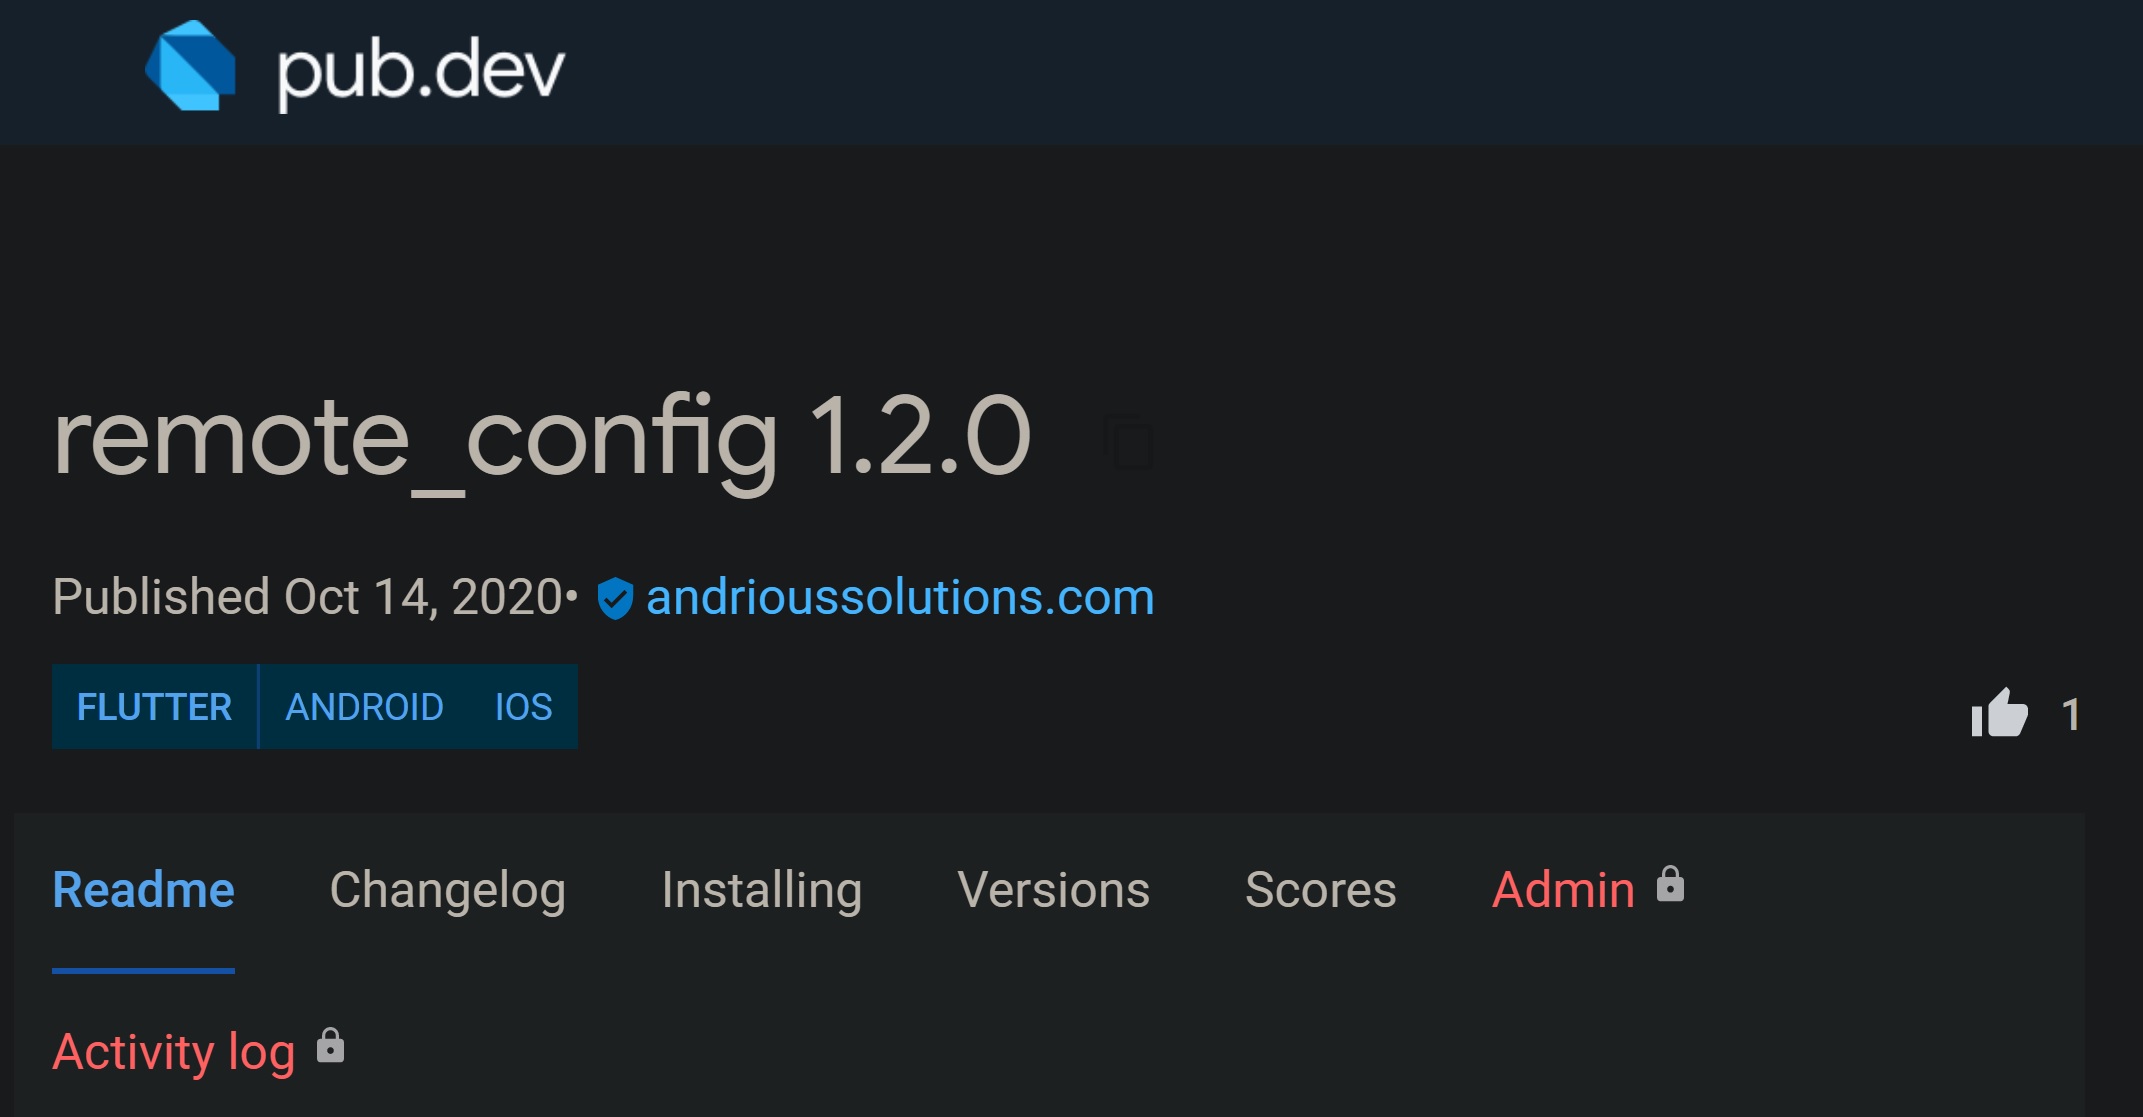 pub.dev
remote_config 1.2.0
Published Oct 14, 2020• andrioussolutions.com
FLUTTER ANDROID IOS
1
Readme Changelog Installing Versions Scores Admin
Activity log